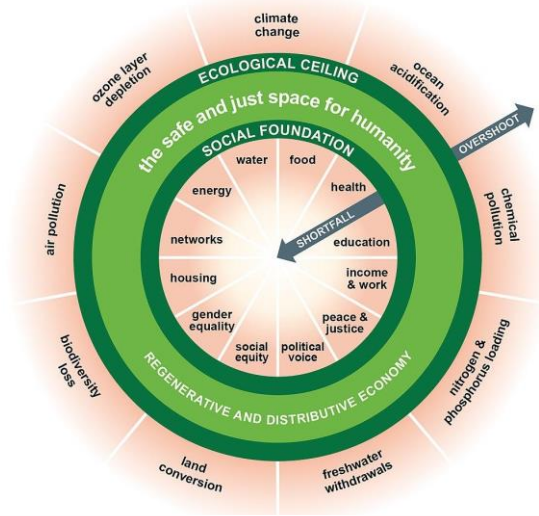 climate
change
ozone layer
depletion
ocean
acidification
ECOLOGICAL CEILING
the safe and just space for humanity
OVERSHOOT
SOCIAL FOUNDATION
water
food
energy
health
air pollution
chemical
pollution
SHORTFALL
networks
education
housing
income
& work
gender
equality
peace &
justice
social
equity
political
voice
biodiversity
loss
nitrogen &
phosphorus loading
REGENERATIVE AND DISTRIBUTIVE ECONOMY
land
conversion
freshwater
withdrawals